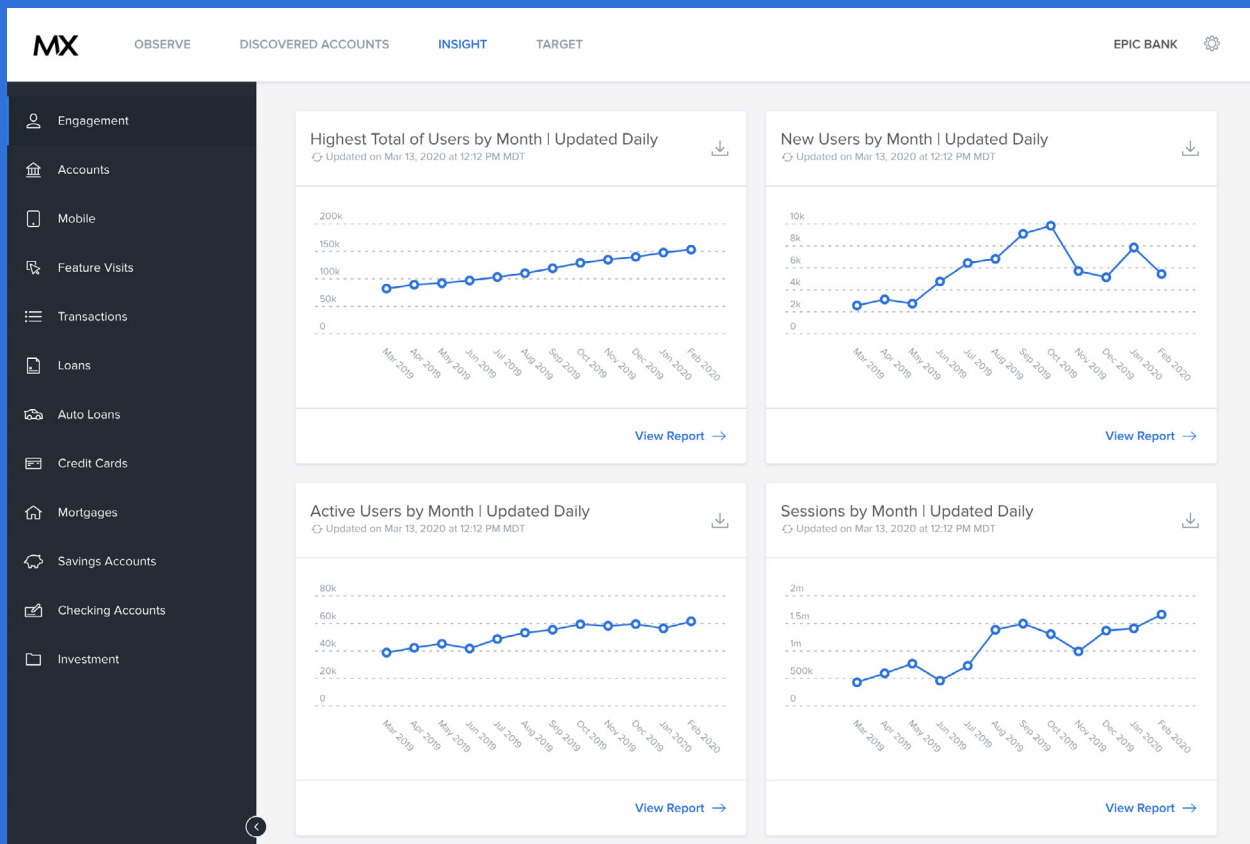 MX OBSERVE DISCOVERED ACCOUNTS INSIGHT TARGET EPIC BANK
Engagement
Accounts
Mobile
Feature Visits
Transactions
Loans
Auto Loans
Credit Cards
Mortgages
Savings Accounts
Checking Accounts
Investment
Highest Total of Users by Month | Updated Daily
Updated on Mar 13, 2020 at 12:12 PM MDT
200k
150k
100k
50k
0
Mar 2019 Apr 2019 May 2019 Jun 2019 Jul 2019 Aug 2019 Sep 2019 Oct 2019 Nov 2019 Dec 2019 Jan 2020 Feb 2020
View Report
New Users by Month | Updated Daily
Updated on Mar 13, 2020 at 12:12 PM MDT
10k
8k
6k
4k
2k
0
Mar 2019 Apr 2019 May 2019 Jun 2019 Jul 2019 Aug 2019 Sep 2019 Oct 2019 Nov 2019 Dec 2019 Jan 2020 Feb 2020
View Report
Active Users by Month | Updated Daily
Updated on Mar 13, 2020 at 12:12 PM MDT
80k
60k
40k
20k
0
Mar 2019 Apr 2019 May 2019 Jun 2019 Jul 2019 Aug 2019 Sep 2019 Oct 2019 Nov 2019 Dec 2019 Jan 2020 Feb 2020
View Report
Sessions by Month | Updated Daily
Updated on Mar 13, 2020 at 12:12 PM MDT
2m
1.5m
1m
500k
0
Mar 2019 Apr 2019 May 2019 Jun 2019 Jul 2019 Aug 2019 Sep 2019 Oct 2019 Nov 2019 Dec 2019 Jan 2020 Feb 2020
View Report